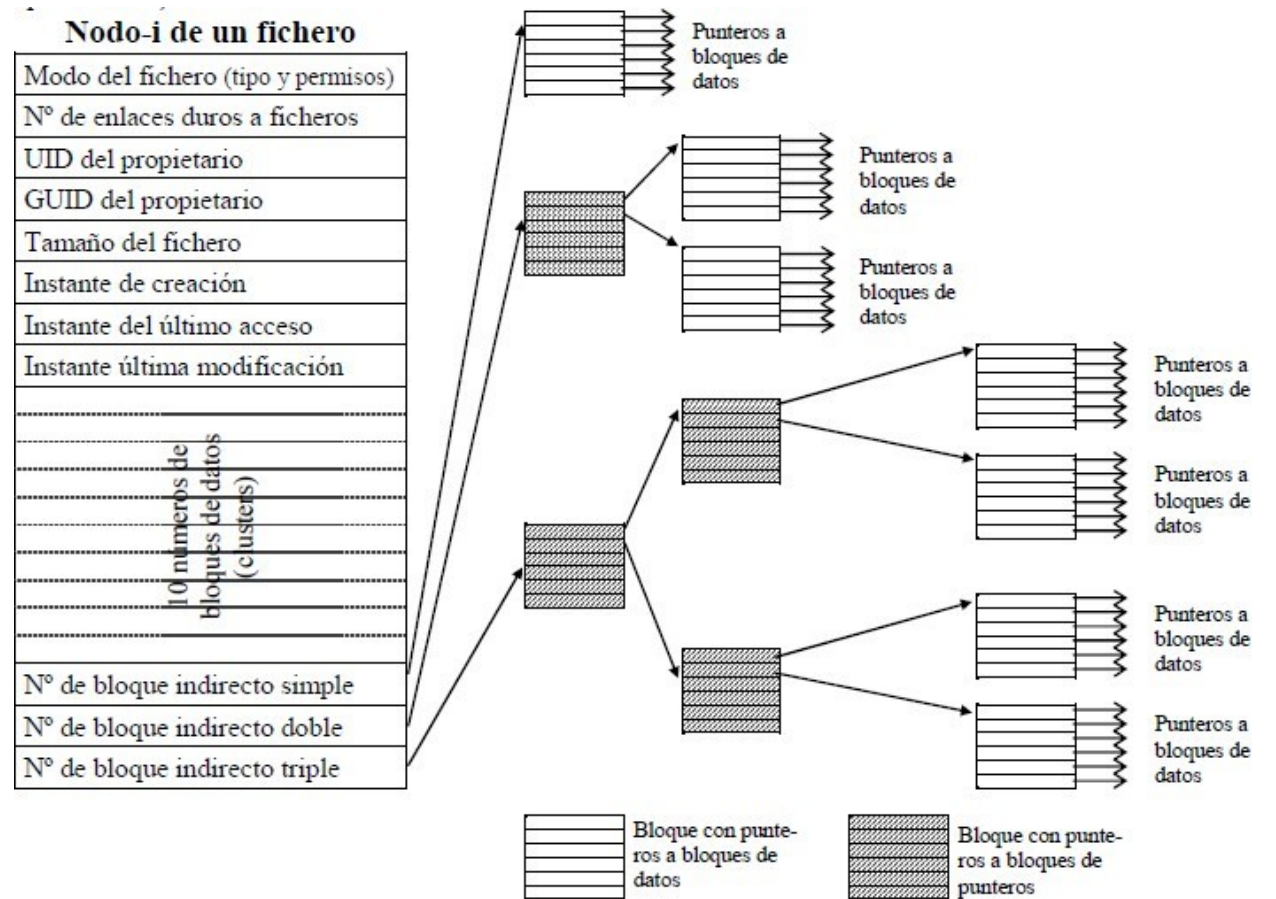 Nodo-i de un fichero
Modo del fichero (tipo y permisos)
Nº de enlaces duros a ficheros
UID del propietario
GUID del propietario
Tamaño del fichero
Instante de creación
Instante del último acceso
Instante última modificación
10 números de
bloques de datos
(clusters)
Nº de bloque indirecto simple
Nº de bloque indirecto doble
Nº de bloque indirecto triple
Punteros a
bloques de
datos
Punteros a
bloques de
datos
Punteros a
bloques de
datos
Punteros a
bloques de
datos
Punteros a
bloques de
datos
Punteros a
bloques de
datos
Punteros a
bloques de
datos
Bloque con punte-
ros a bloques de
datos
Bloque con punte-
ros a bloques de
punteros